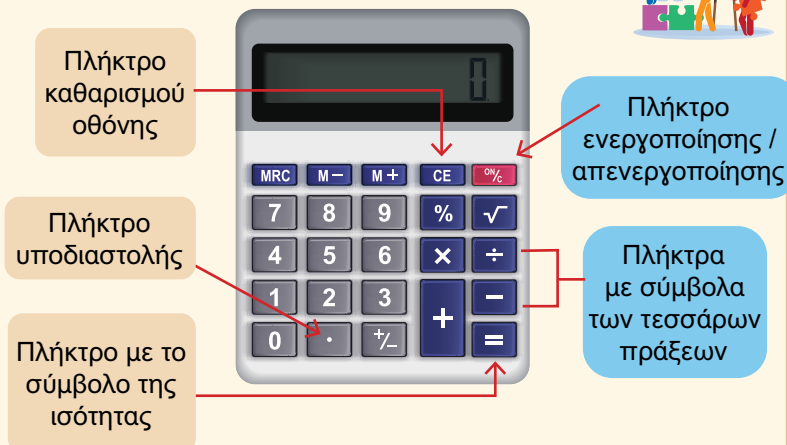 Πλήκτρο
καθαρισμού
οθόνης
Πλήκτρο
υποδιαστολής
Πλήκτρο με το
σύμβολο της
ισότητας
0
MRC M− M+ CE ON/C
7 8 9 % √
4 5 6 × ÷
1 2 3 + −
0 · +/− =
Πλήκτρο
ενεργοποίησης /
απενεργοποίησης
Πλήκτρα
με σύμβολα
των τεσσάρων
πράξεων